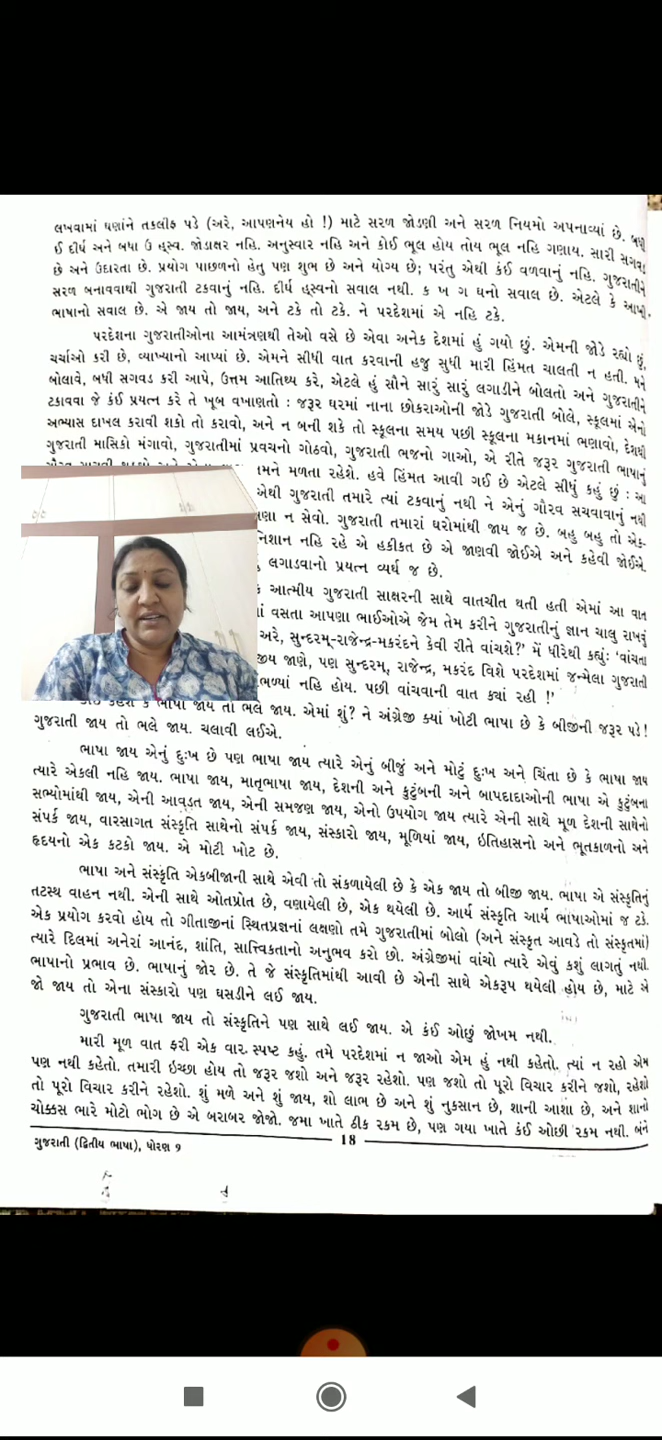 લખવામાં ઘણાંને તકલીફ પડે (અરે, આપણનેય હો !) માટે સરળ જોડણી અને સરળ નિયમો અપનાવ્યાં છે. બધી
ઈ દીર્ઘ અને બધા ઉ હ્રસ્વ. જોડાક્ષર નહિ. અનુસ્વાર નહિ અને કોઈ ભૂલ હોય તોય ભૂલ નહિ ગણાય. સારી સગવડ
છે અને ઉદારતા છે. પ્રયોગ પાછળનો હેતુ પણ શુભ છે અને યોગ્ય છે; પરંતુ એથી કંઈ વળવાનું નહિ. ગુજરાતીને
સરળ બનાવવાથી ગુજરાતી ટકવાનું નહિ. દીર્ઘ હ્રસ્વનો સવાલ નથી. ક ખ ગ ઘનો સવાલ છે. એટલે કે આખી
ભાષાનો સવાલ છે. એ જાય તો જાય, અને ટકે તો ટકે. ને પરદેશમાં એ નહિ ટકે.
પરદેશના ગુજરાતીઓના આમંત્રણથી તેઓ વસે છે એવા અનેક દેશમાં હું ગયો છું. એમની જોડે રહ્યો છું,
ચર્ચાઓ કરી છે, વ્યાખ્યાનો આપ્યાં છે. એમને સીધી વાત કરવાની હજુ સુધી મારી હિંમત ચાલતી ન હતી. મને
બોલાવે, બધી સગવડ કરી આપે, ઉત્તમ આતિથ્ય કરે, એટલે હું સૌને સારું સારું લગાડીને બોલતો અને ગુજરાતીને
ટકાવવા જે કંઈ પ્રયત્ન કરે તે ખૂબ વખાણતો : જરૂર ઘરમાં નાના છોકરાઓની જોડે ગુજરાતી બોલે, સ્કૂલમાં એનો
અભ્યાસ દાખલ કરાવી શકો તો કરાવો, અને ન બની શકે તો સ્કૂલના સમય પછી સ્કૂલના મકાનમાં ભણાવો, દેશથી
ગુજરાતી માસિકો મંગાવો, ગુજરાતીમાં પ્રવચનો ગોઠવો, ગુજરાતી ભજનો ગાઓ, એ રીતે જરૂર ગુજરાતી ભાષાનું
મને મળતા રહેશે. હવે હિંમત આવી ગઈ છે એટલે સીધું કહું છું : આ
એથી ગુજરાતી તમારે ત્યાં ટકવાનું નથી ને એનું ગૌરવ સચવાવાનું નથી
ણા ન સેવો. ગુજરાતી તમારાં ઘરોમાંથી જાય જ છે. બહુ બહુ તો એક-
નિશાન નહિ રહે એ હકીકત છે એ જાણવી જોઈએ અને કહેવી જોઈએ
લગાડવાનો પ્રયત્ન વ્યર્થ જ છે.
ક આત્મીય ગુજરાતી સાક્ષરની સાથે વાતચીત થતી હતી એમાં આ વાત
માં વસતા આપણા ભાઈઓએ જેમ તેમ કરીને ગુજરાતીનું જ્ઞાન ચાલુ રાખવું
અરે, સુન્દરમ્-રાજેન્દ્ર-મકરંદને કેવી રીતે વાંચશે?’ મેં ધીરેથી કહ્યું: ‘વાંચતા
જીય જાણે, પણ સુન્દરમ્, રાજેન્દ્ર, મકરંદ વિશે પરદેશમાં જન્મેલા ગુજરાતી
ભળ્યાં નહિ હોય. પછી વાંચવાની વાત ક્યાં રહી !’
કોઈ કહેશે કે ભાષા જાય તો ભલે જાય. એમાં શું? ને અંગ્રેજી ક્યાં ખોટી ભાષા છે કે બીજીની જરૂર પડે!
ગુજરાતી જાય તો ભલે જાય. ચલાવી લઈએ.
ભાષા જાય એનું દુઃખ છે પણ ભાષા જાય ત્યારે એનું બીજું અને મોટું દુઃખ અને ચિંતા છે કે ભાષા જાય
ત્યારે એકલી નહિ જાય. ભાષા જાય, માતૃભાષા જાય, દેશની અને કુટુંબની અને બાપદાદાઓની ભાષા એ કુટુંબના
સભ્યોમાંથી જાય, એની આવડત જાય, એની સમજણ જાય, એનો ઉપયોગ જાય ત્યારે એની સાથે મૂળ દેશની સાથેનો
સંપર્ક જાય, વારસાગત સંસ્કૃતિ સાથેનો સંપર્ક જાય, સંસ્કારો જાય, મૂળિયાં જાય, ઇતિહાસનો અને ભૂતકાળનો અને
હૃદયનો એક કટકો જાય. એ મોટી ખોટ છે.
ભાષા અને સંસ્કૃતિ એકબીજાની સાથે એવી તો સંકળાયેલી છે કે એક જાય તો બીજી જાય. ભાષા એ સંસ્કૃતિનું
તટસ્થ વાહન નથી. એની સાથે ઓતપ્રોત છે, વણાયેલી છે, એક થયેલી છે. આર્ય સંસ્કૃતિ આર્ય ભાષાઓમાં જ ટકે.
એક પ્રયોગ કરવો હોય તો ગીતાજીનાં સ્થિતપ્રજ્ઞનાં લક્ષણો તમે ગુજરાતીમાં બોલો (અને સંસ્કૃત આવડે તો સંસ્કૃતમાં)
ત્યારે દિલમાં અનેરાં આનંદ, શાંતિ, સાત્ત્વિકતાનો અનુભવ કરો છો. અંગ્રેજીમાં વાંચો ત્યારે એવું કશું લાગતું નથી.
ભાષાનો પ્રભાવ છે. ભાષાનું જોર છે. તે જે સંસ્કૃતિમાંથી આવી છે એની સાથે એકરૂપ થયેલી હોય છે, માટે એ
જો જાય તો એના સંસ્કારો પણ ઘસડીને લઈ જાય.
ગુજરાતી ભાષા જાય તો સંસ્કૃતિને પણ સાથે લઈ જાય. એ કંઈ ઓછું જોખમ નથી.
મારી મૂળ વાત ફરી એક વાર સ્પષ્ટ કહું. તમે પરદેશમાં ન જાઓ એમ હું નથી કહેતો. ત્યાં ન રહો એમ
પણ નથી કહેતો. તમારી ઇચ્છા હોય તો જરૂર જશો અને જરૂર રહેશો. પણ જશો તો પૂરો વિચાર કરીને જશો, રહેશો
તો પૂરો વિચાર કરીને રહેશો. શું મળે અને શું જાય, શો લાભ છે અને શું નુકસાન છે, શાની આશા છે, અને શાનો
ચોક્કસ ભારે મોટો ભોગ છે એ બરાબર જોજો. જમા ખાતે ઠીક રકમ છે, પણ ગયા ખાતે કંઈ ઓછી રકમ નથી. બંને
18
ગુજરાતી (દ્વિતીય ભાષા), ધોરણ ૧